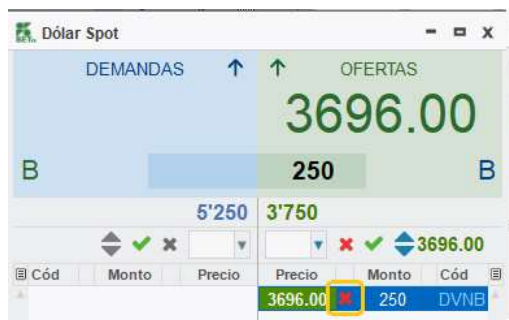 Dólar Spot
DEMANDAS
OFERTAS
3696.00
B
250
B
5'250
3'750
3696.00
Cód Monto Precio
Precio Monto Cód
3696.00 250 DVNB